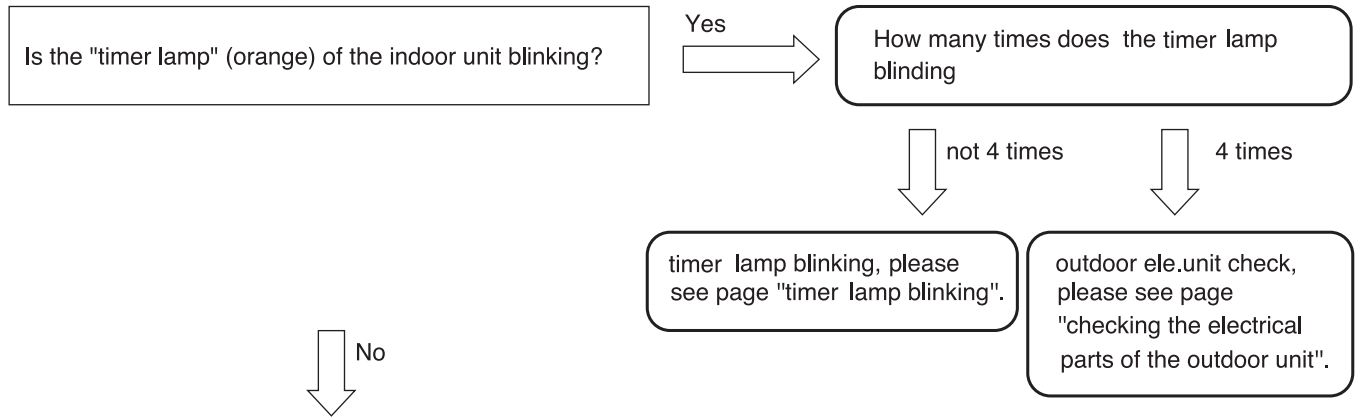 Is the "timer lamp" (orange) of the indoor unit blinking?
Yes
How many times does the timer lamp
blinding
not 4 times
4 times
timer lamp blinking, please
see page "timer lamp blinking".
outdoor ele.unit check,
please see page
"checking the electrical
parts of the outdoor unit".
No